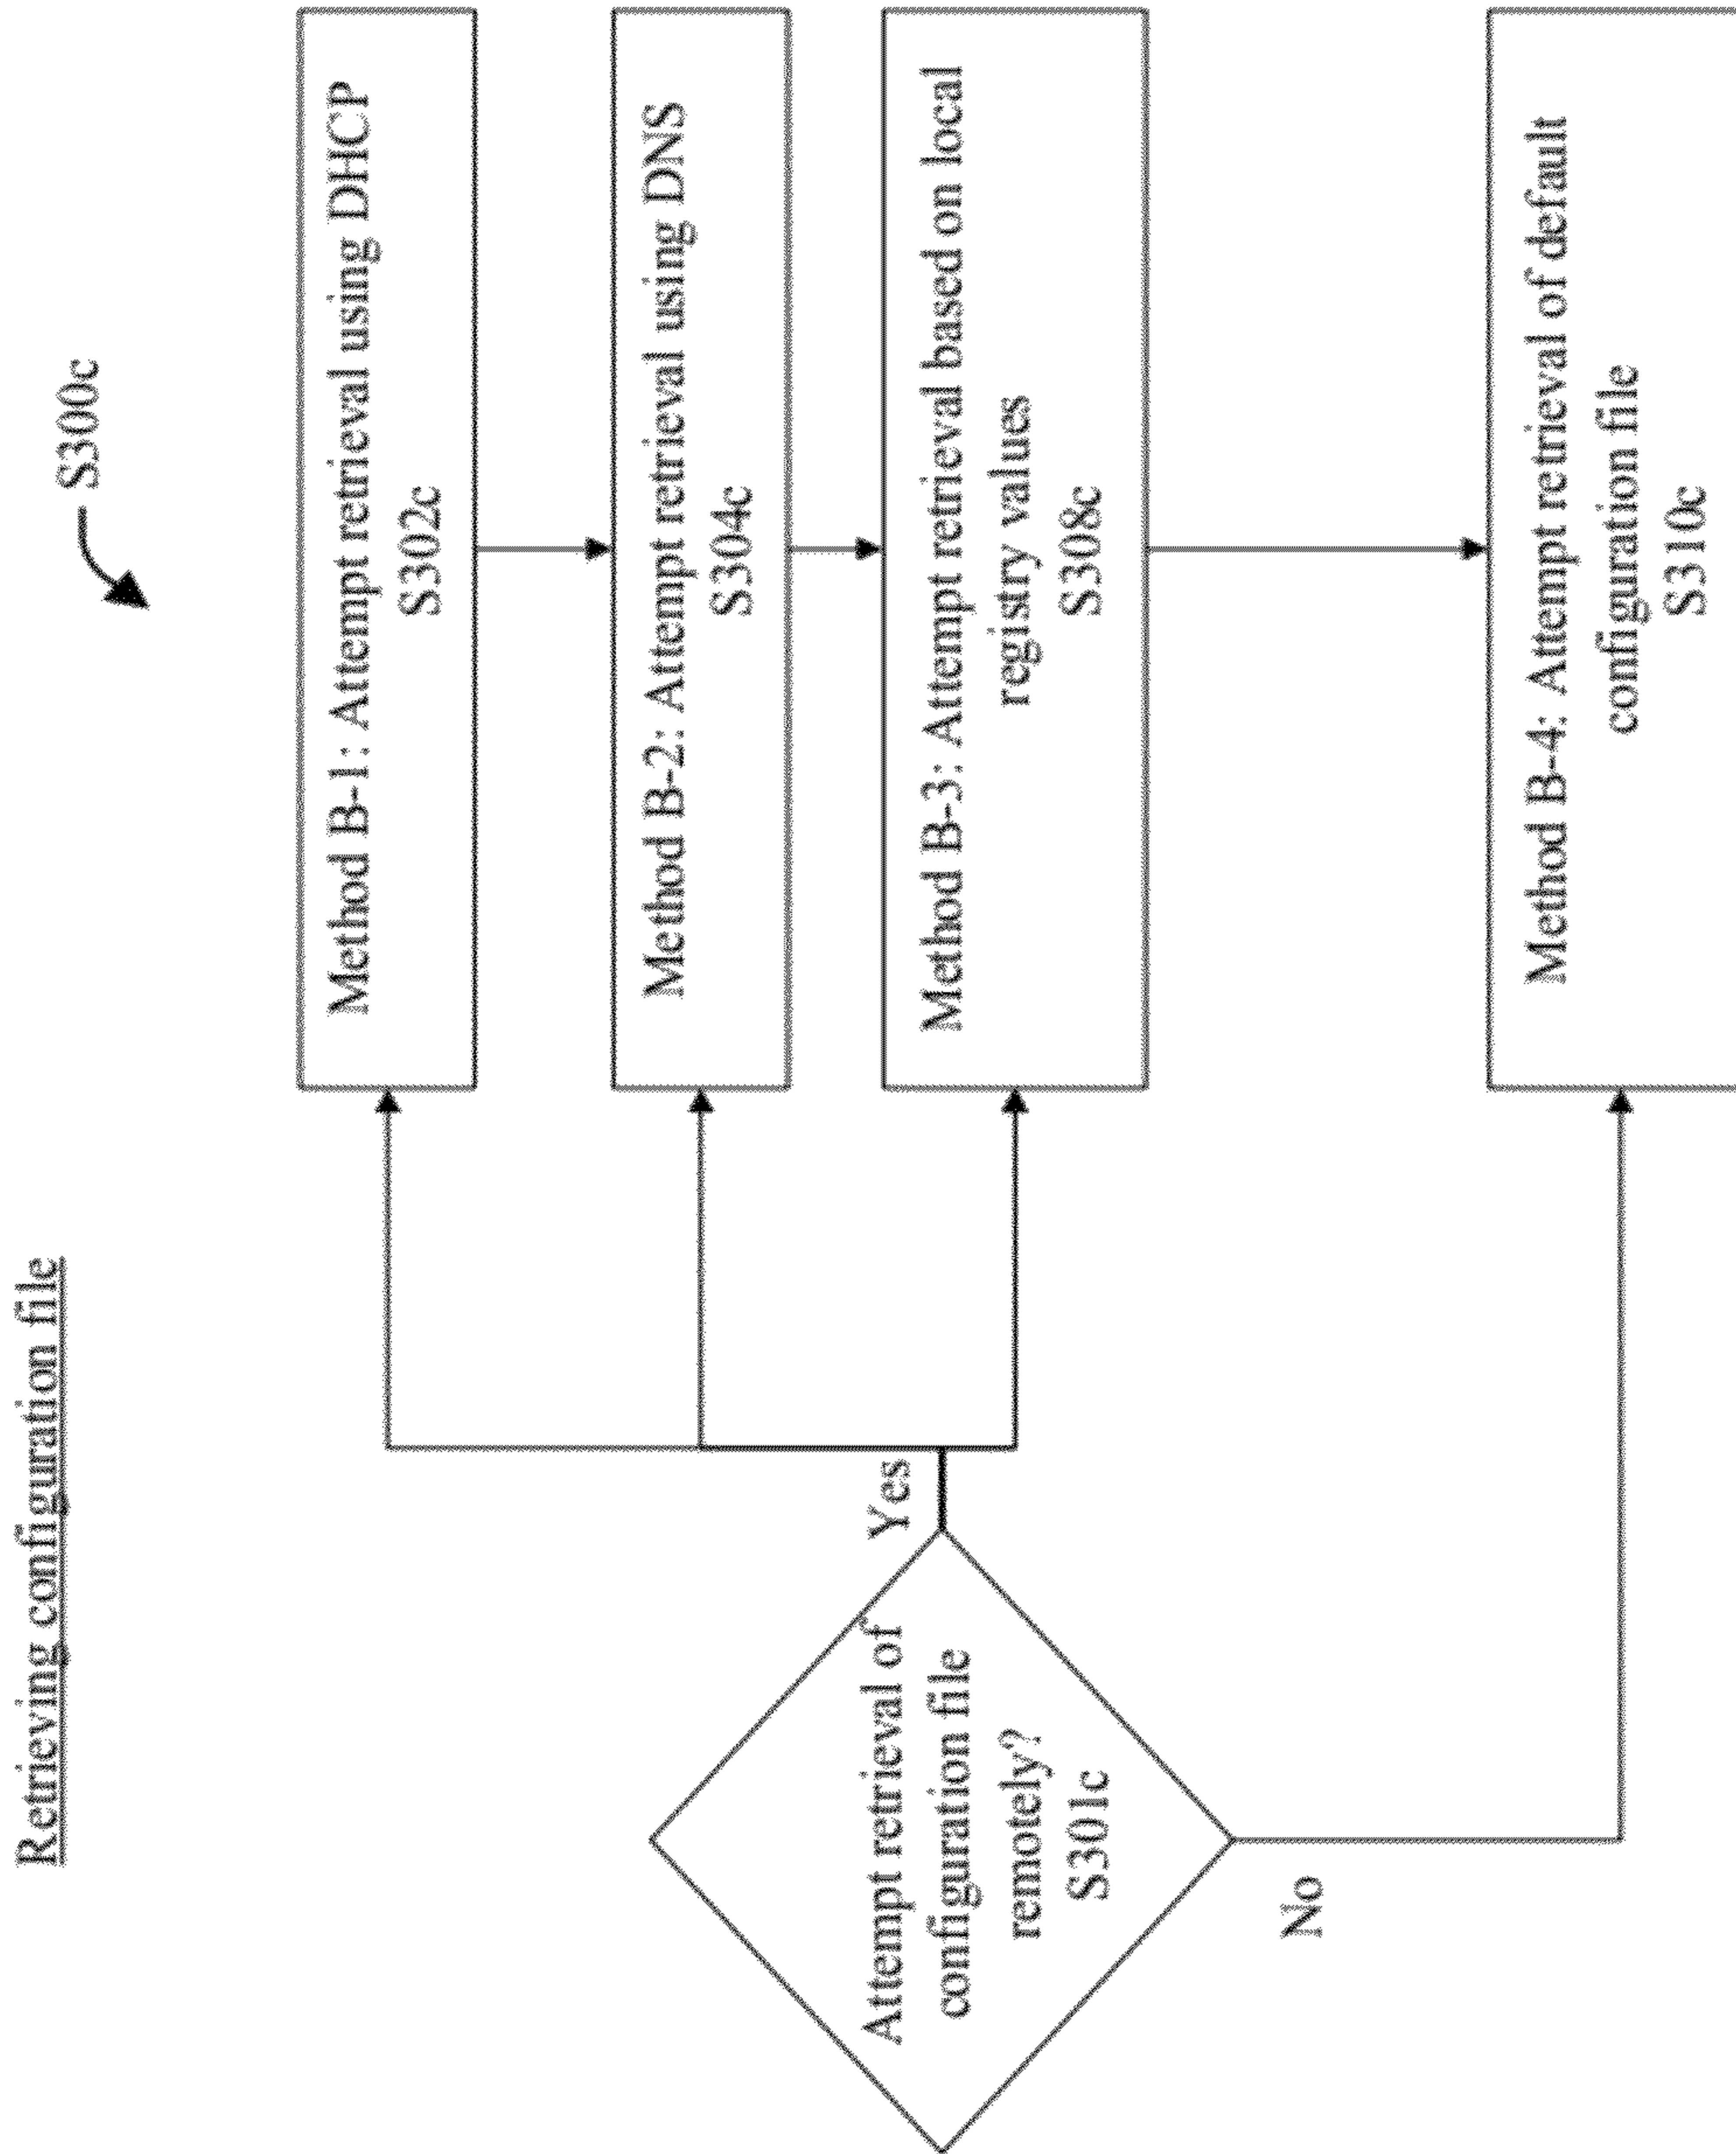 Retrieving configuration file
S300c
Attempt retrieval of
configuration file
remotely?
S301c
Yes
No
Method B-1: Attempt retrieval using DHCP
S302c
Method B-2: Attempt retrieval using DNS
S304c
Method B-3: Attempt retrieval based on local
registry values
S308c
Method B-4: Attempt retrieval of default
configuration file
S310c